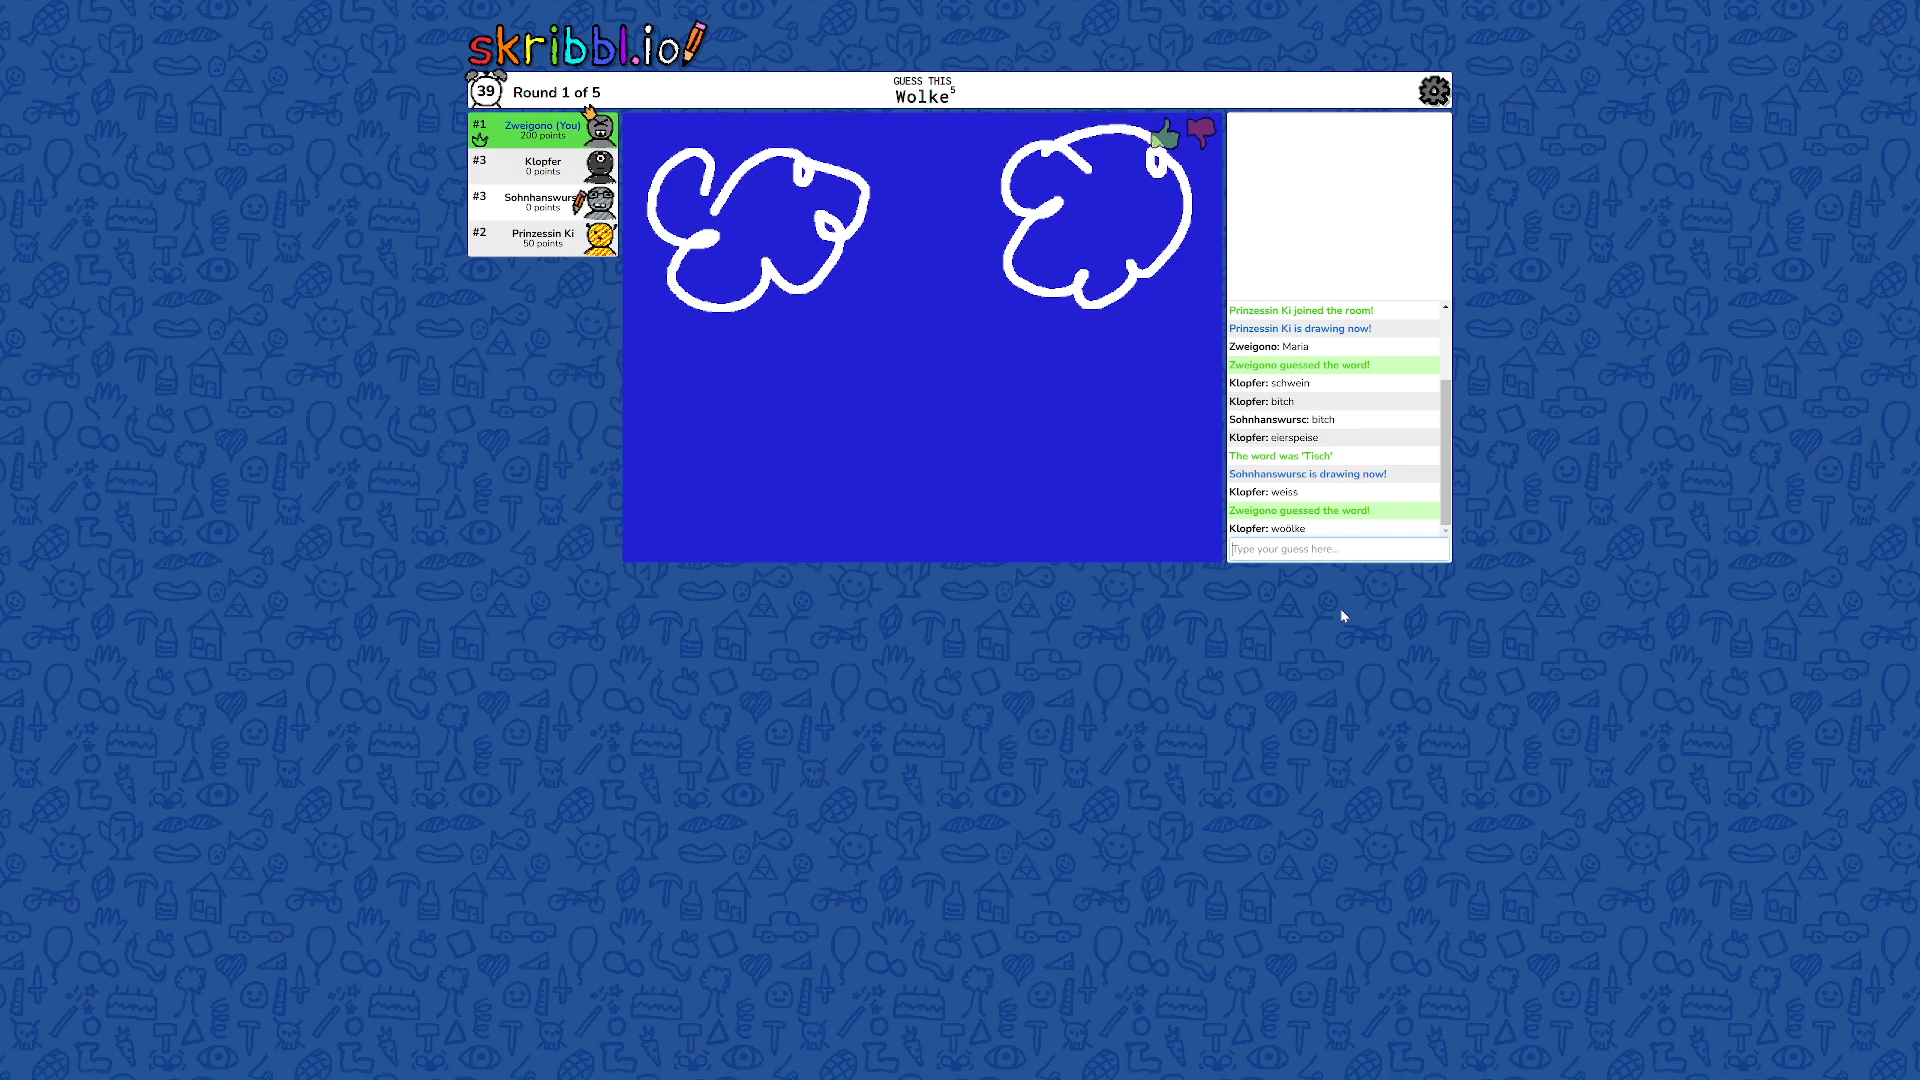 skribbl.io
39
Round 1 of 5
GUESS THIS
Wolke5
#1
Zweigono (You)
200 points
#3
Klopfer
0 points
#3
Sohnhanswursc
0 points
#2
Prinzessin Ki
50 points
Prinzessin Ki joined the room!
Prinzessin Ki is drawing now!
Zweigono: Maria
Zweigono guessed the word!
Klopfer: schwein
Klopfer: bitch
Sohnhanswursc: bitch
Klopfer: eierspeise
The word was 'Tisch'
Sohnhanswursc is drawing now!
Klopfer: weiss
Zweigono guessed the word!
Klopfer: woölke
Type your guess here...